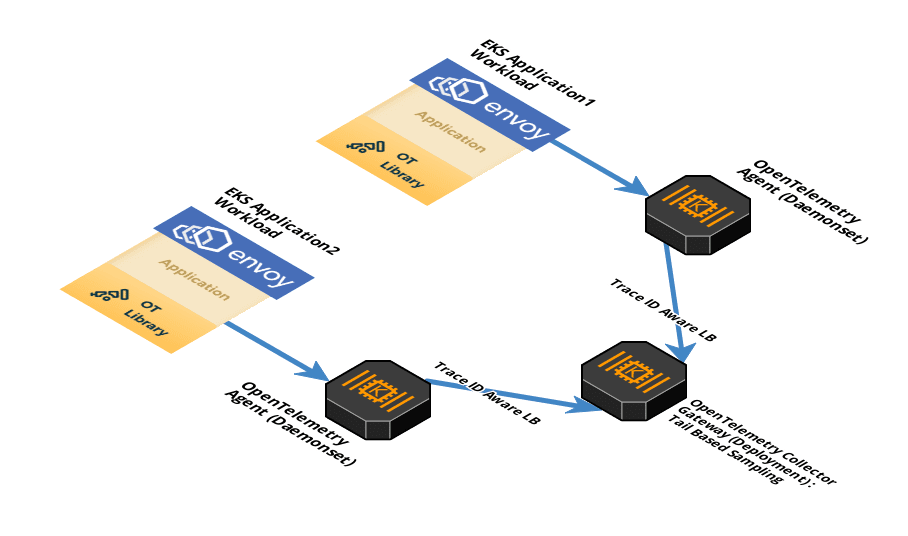 EKS Application1
Workload
envoy
Application
OT
Library
OpenTelemetry
Agent (Daemonset)
EKS Application2
Workload
envoy
Application
OT
Library
Trace ID Aware LB
K
K
OpenTelemetry
Agent (Daemonset)
K
Trace ID Aware LB
OpenTelemetry Collector
Gateway (Deployment) :
Tail Based Sampling